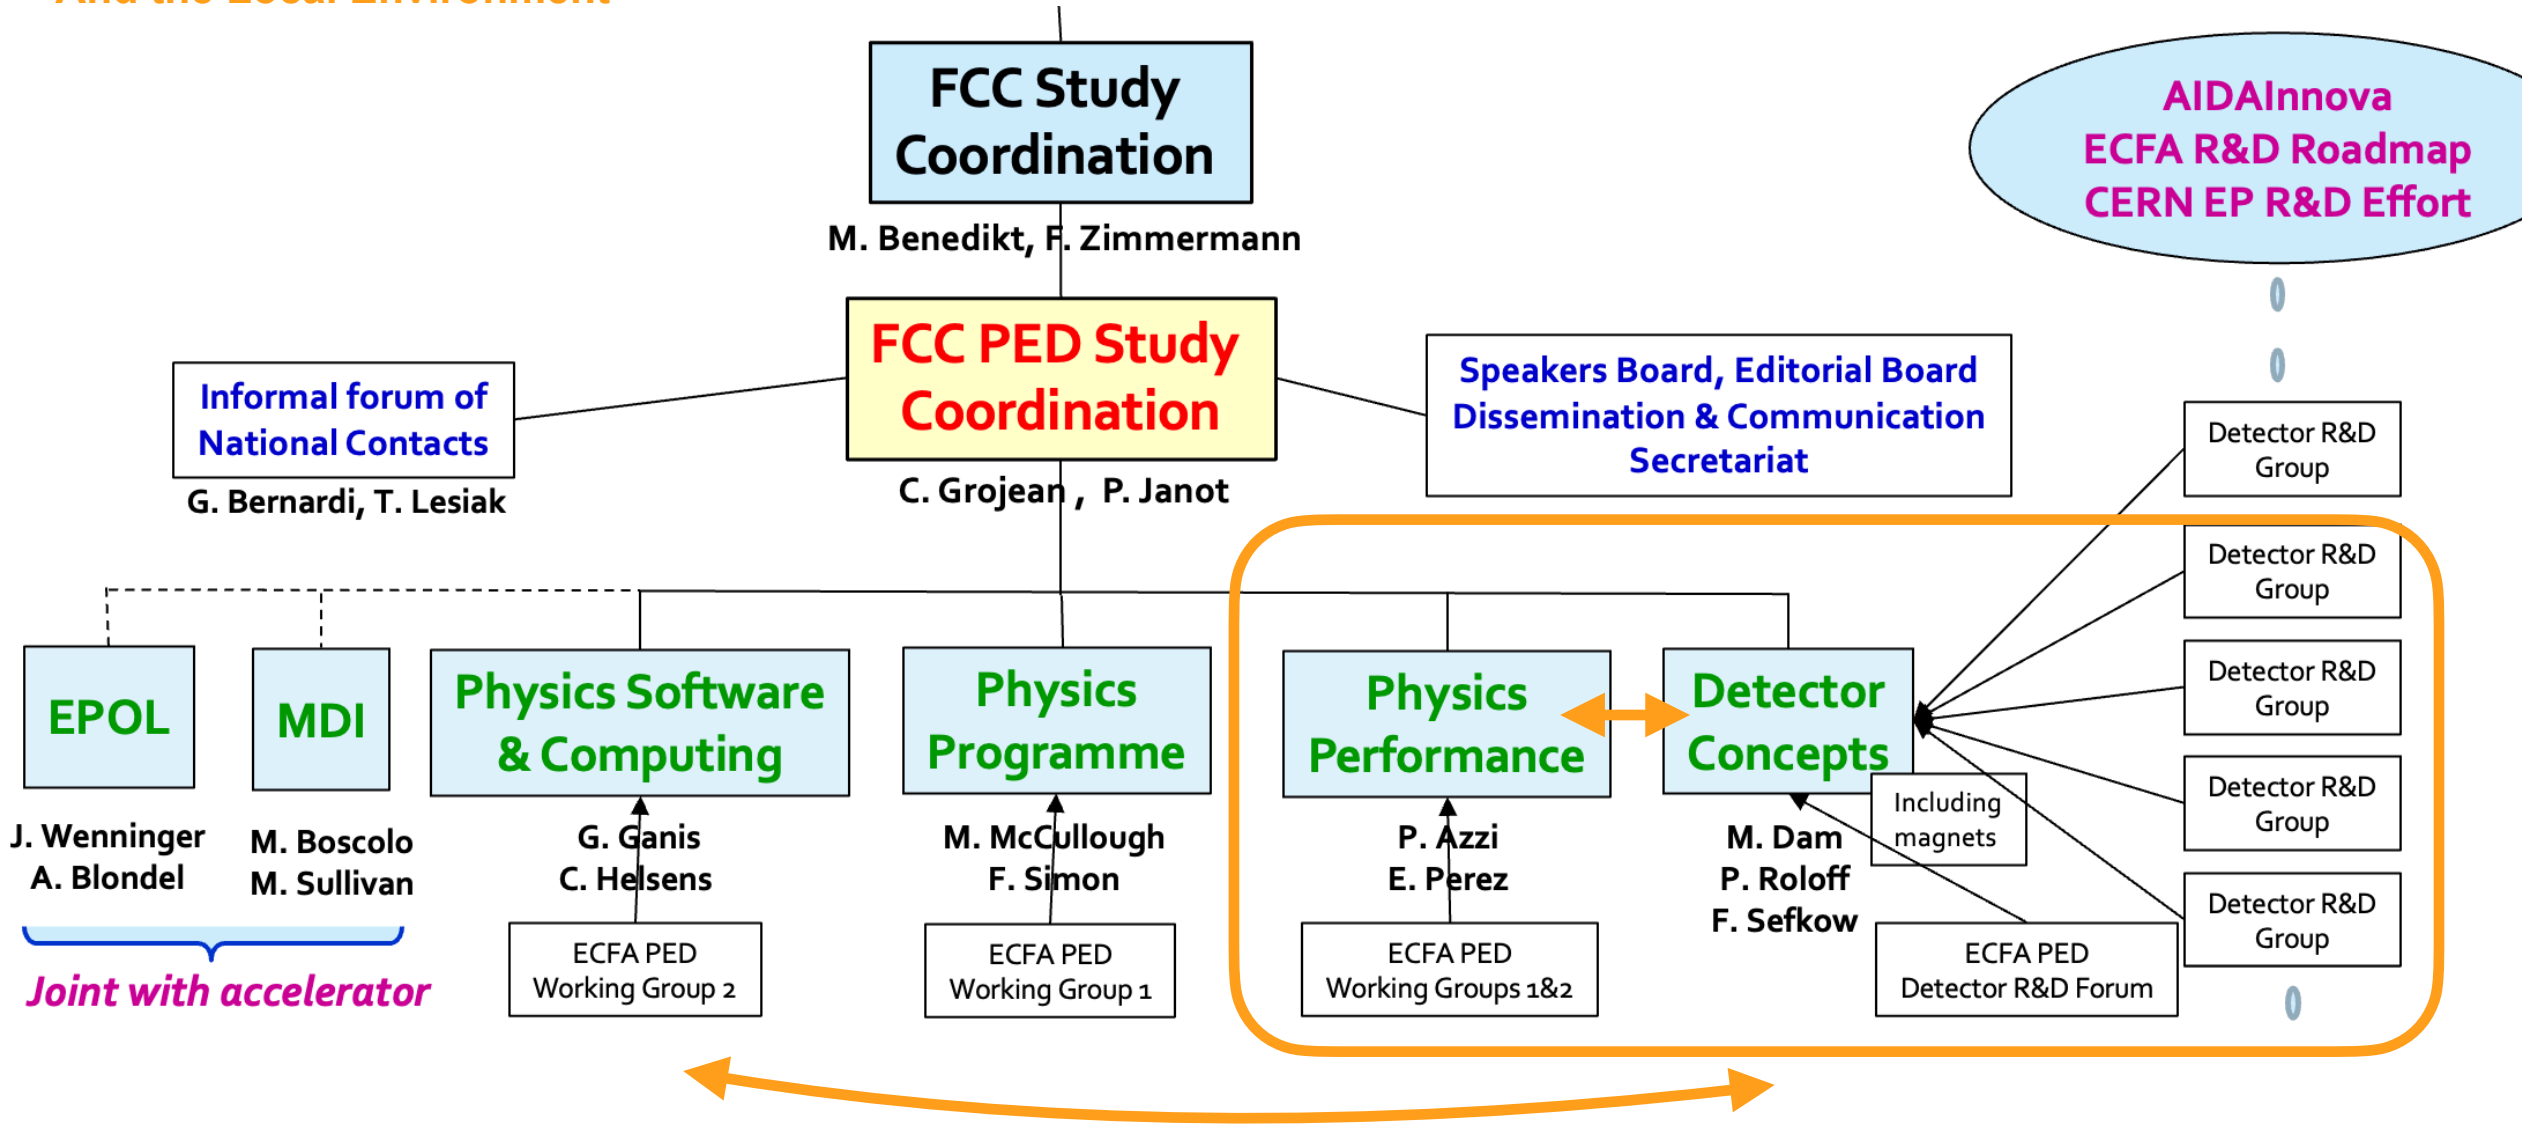 And the Local Environment
FCC Study
Coordination
M. Benedikt, F. Zimmermann
AIDAInnova
ECFA R&D Roadmap
CERN EP R&D Effort
FCC PED Study
Coordination
C. Grojean , P. Janot
Informal forum of
National Contacts
G. Bernardi, T. Lesiak
Speakers Board, Editorial Board
Dissemination & Communication
Secretariat
Detector R&D
Group
Detector R&D
Group
Detector R&D
Group
Detector R&D
Group
Detector R&D
Group
EPOL
J. Wenninger
A. Blondel
MDI
M. Boscolo
M. Sullivan
Joint with accelerator
Physics Software
& Computing
G. Ganis
C. Helsens
ECFA PED
Working Group 2
Physics
Programme
M. McCullough
F. Simon
ECFA PED
Working Group 1
Physics
Performance
P. Azzi
E. Perez
ECFA PED
Working Groups 1&2
Detector
Concepts
Including
magnets
M. Dam
P. Roloff
F. Sefkow
ECFA PED
Detector R&D Forum